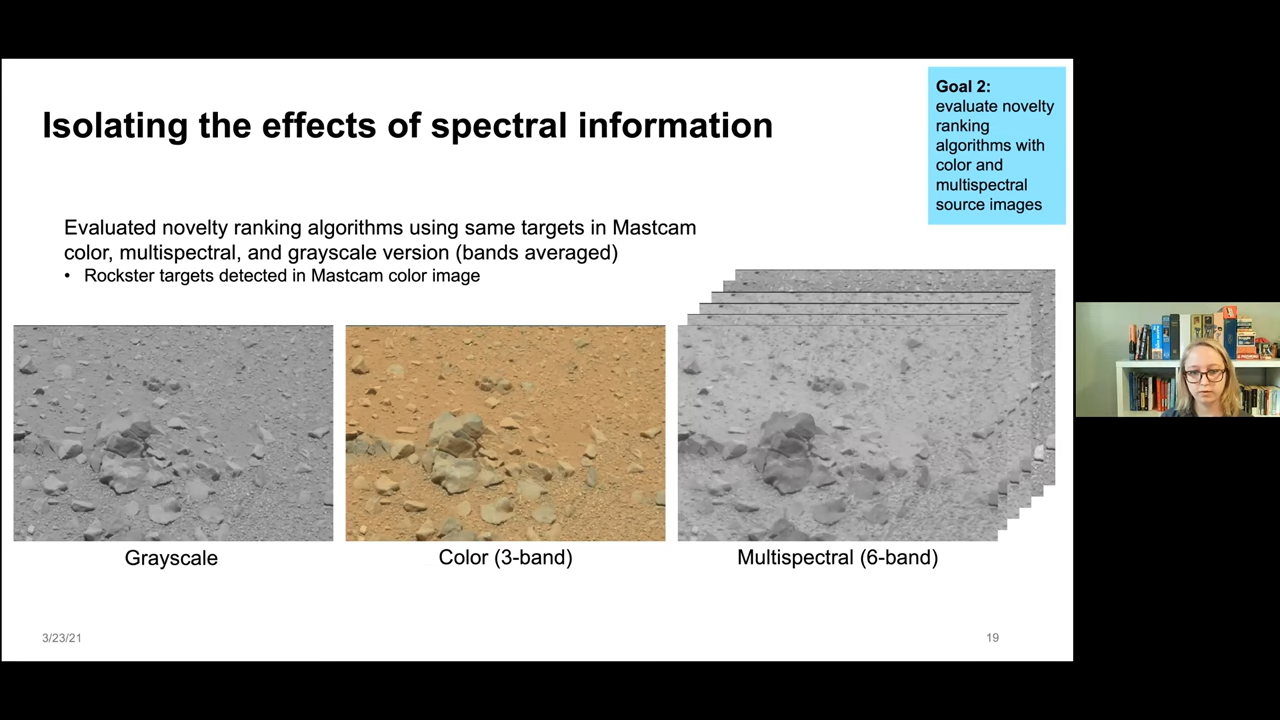 Isolating the effects of spectral information
Goal 2:
evaluate novelty
ranking
algorithms with
color and
multispectral
source images
Evaluated novelty ranking algorithms using same targets in Mastcam
color, multispectral, and grayscale version (bands averaged)
• Rockster targets detected in Mastcam color image
Grayscale
Color (3-band)
Multispectral (6-band)
3/23/21
19